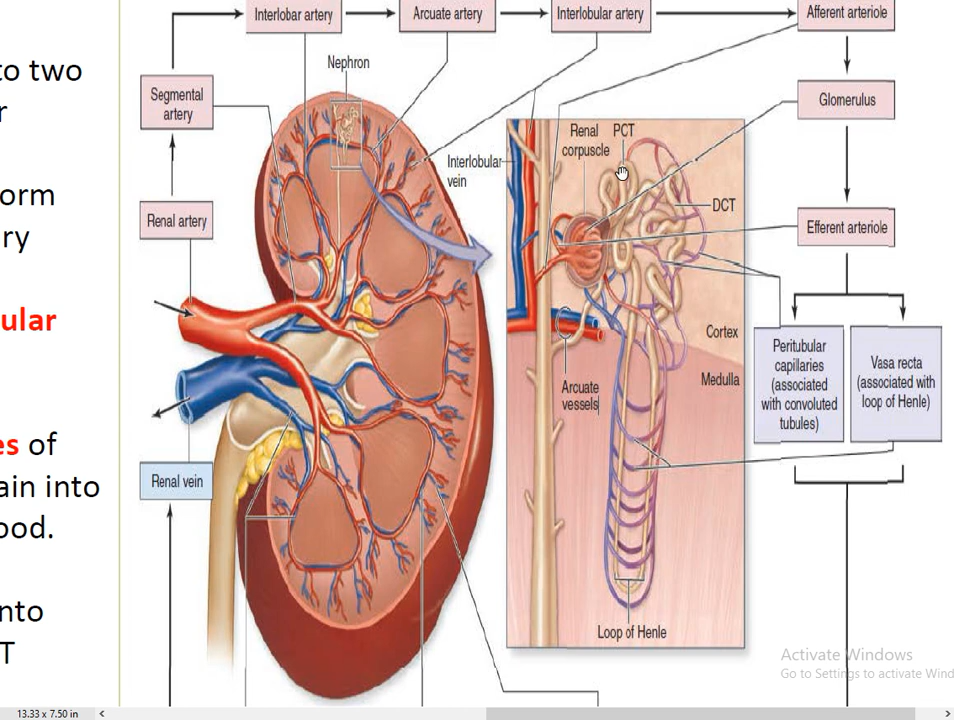 Interlobar artery
Arcuate artery
Interlobular artery
Afferent arteriole
to two
r
orm
ry
ular
es of
ain into
ood.
nto
T
Nephron
Segmental
artery
Renal artery
Renal vein
Interlobular
vein
Renal
corpuscle
PCT
DCT
Glomerulus
Efferent arteriole
Cortex
Medulla
Arcuate
vessels
Loop of Henle
Peritubular
capillaries
(associated
with convoluted
tubules)
Vasa recta
(associated with
loop of Henle)
Activate Windows
Go to Settings to activate Wind
13.33 x 7.50 in